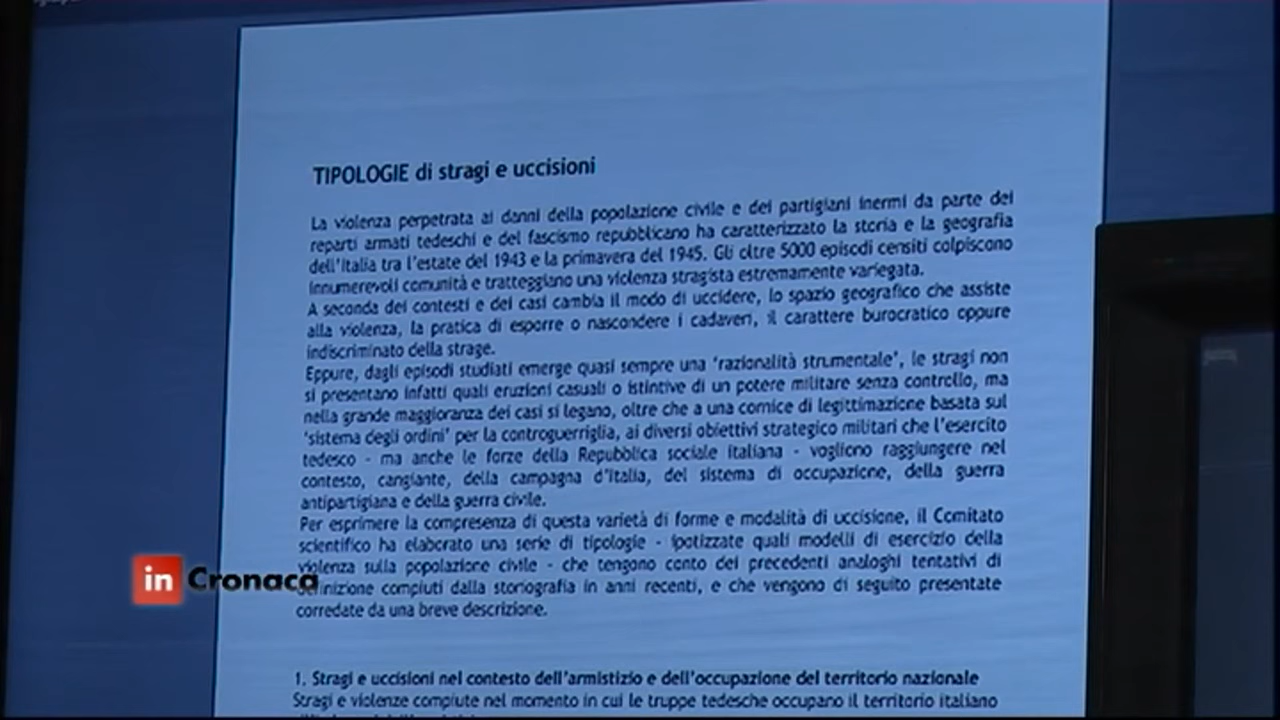 TIPOLOGIE di stragi e uccisioni
La violenza perpetrata ai danni della popolazione civile e dei partigiani inermi da parte dei
reparti armati tedeschi e del fascismo repubblicano ha caratterizzato la storia e la geografia
dell'Italia tra l'estate del 1943 e la primavera del 1945. Gli oltre 5000 episodi censiti colpiscono
innumerevoli comunità e tratteggiano una violenza stragista estremamente variegata.
A seconda dei contesti e dei casi cambia il modo di uccidere, lo spazio geografico che assiste
alla violenza, la pratica di esporre o nascondere i cadaveri, il carattere burocratico oppure
indiscriminato della strage.
Eppure, dagli episodi studiati emerge quasi sempre una 'razionalità strumentale', le stragi non
si presentano infatti quali eruzioni casuali o istintive di un potere militare senza controllo, ma
nella grande maggioranza dei casi si legano, oltre che a una cornice di legittimazione basata sul
'sistema degli ordini' per la controguerriglia, ai diversi obiettivi strategico militari che l'esercito
tedesco - ma anche le forze della Repubblica sociale italiana - vogliono raggiungere nel
contesto, cangiante, della campagna d'Italia, del sistema di occupazione, della guerra
antipartigiana e della guerra civile.
Per esprimere la compresenza di questa varietà di forme e modalità di uccisione, il Comitato
scientifico ha elaborato una serie di tipologie - ipotizzate quali modelli di esercizio della
violenza sulla popolazione civile - che tengono conto dei precedenti analoghi tentativi di
definizione compiuti dalla storiografia in anni recenti, e che vengono di seguito presentate
corredate da una breve descrizione.
in Cronaca
1. Stragi e uccisioni nel contesto dell'armistizio e dell'occupazione del territorio nazionale
Stragi e violenze compiute nel momento in cui le truppe tedesche occupano il territorio italiano